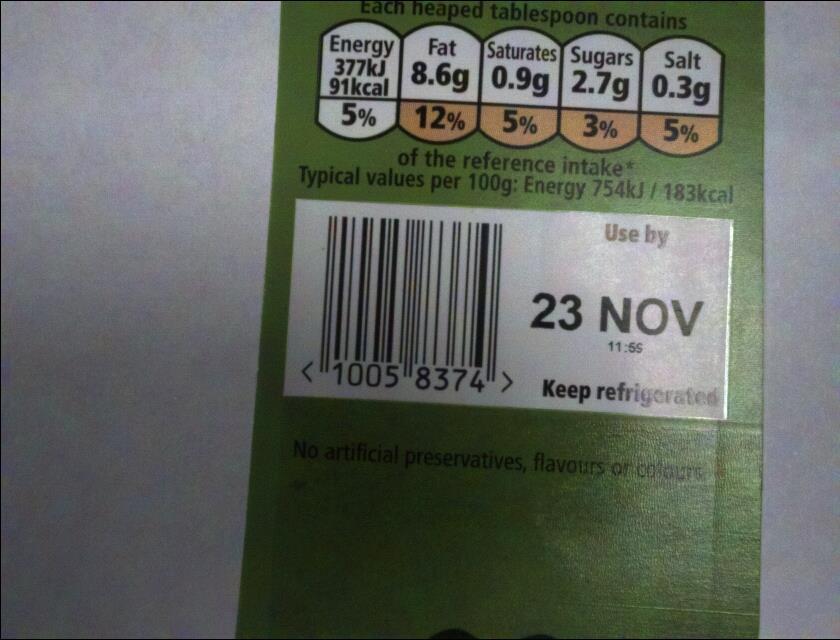 Each heaped tablespoon contains
Energy 377kJ 91kcal 5%
Fat 8.6g 12%
Saturates 0.9g 5%
Sugars 2.7g 3%
Salt 0.3g 5%
of the reference intake*
Typical values per 100g: Energy 754kJ / 183kcal
Use by
23 NOV
11:59
< 1005 8374 >
Keep refrigerated
No artificial preservatives, flavours or colours